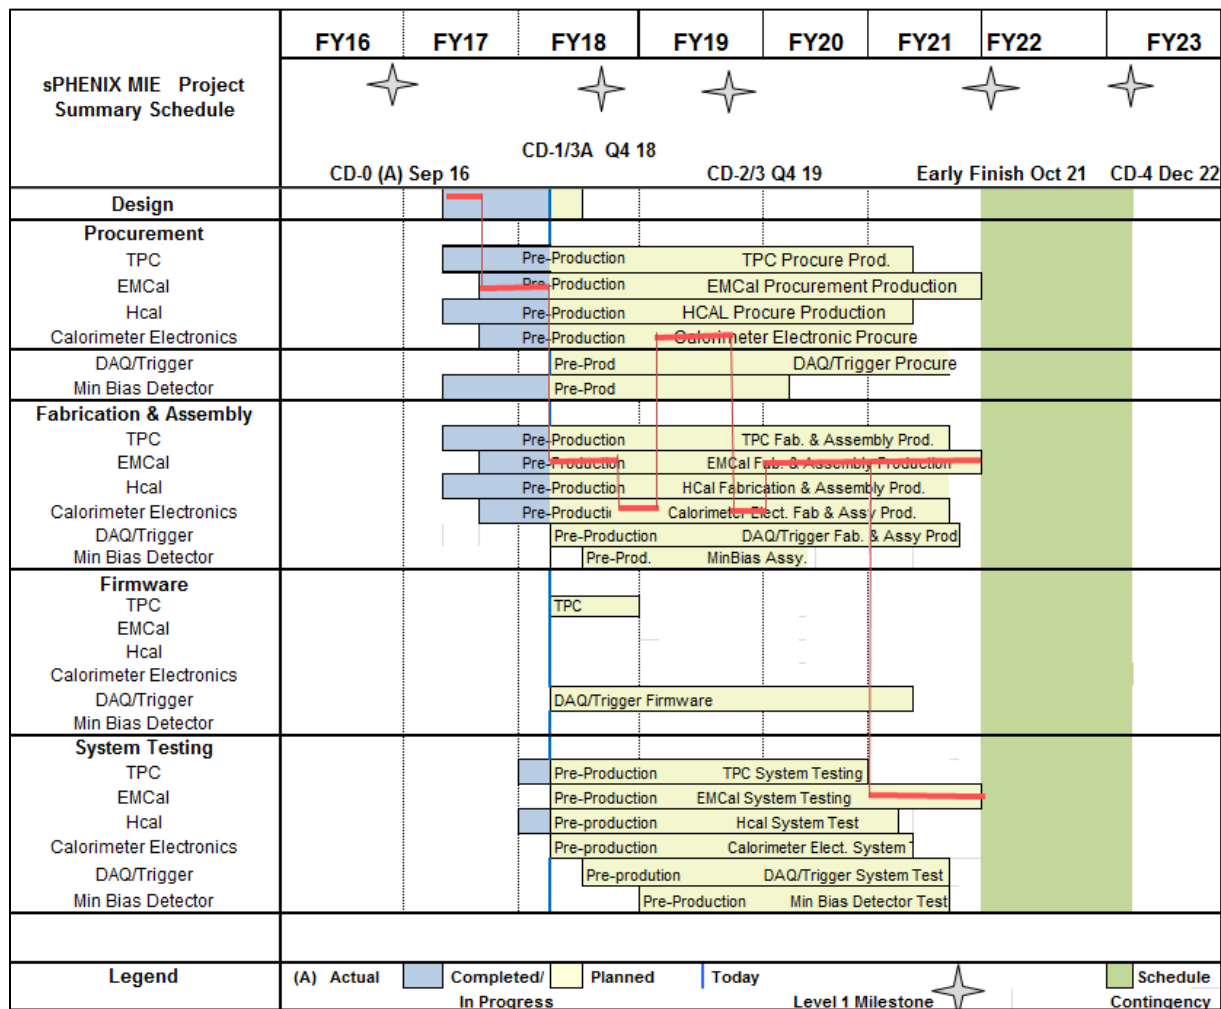 FY16 FY17 FY18 FY19 FY20 FY21 FY22 FY23
sPHENIX MIE Project
Summary Schedule
CD-1/3A Q4 18
CD-0 (A) Sep 16 CD-2/3 Q4 19 Early Finish Oct 21 CD-4 Dec 22
Design
Procurement
TPC Pre-Production TPC Procure Prod.
EMCal Pre-Production EMCal Procurement Production
Hcal Pre-Production HCAL Procure Production
Calorimeter Electronics Pre-Production Calorimeter Electronic Procure
DAQ/Trigger Pre-Prod DAQ/Trigger Procure
Min Bias Detector Pre-Prod
Fabrication & Assembly
TPC Pre-Production TPC Fab. & Assembly Prod.
EMCal Pre-Production EMCal Fab. & Assembly Production
Hcal Pre-Production HCal Fabrication & Assembly Prod.
Calorimeter Electronics Pre-Producti Calorimeter Elect. Fab & Assy Prod.
DAQ/Trigger Pre-Production DAQ/Trigger Fab. & Assy Prod
Min Bias Detector Pre-Prod. MinBias Assy.
Firmware
TPC TPC
EMCal
Hcal
Calorimeter Electronics
DAQ/Trigger DAQ/Trigger Firmware
Min Bias Detector
System Testing
TPC Pre-Production TPC System Testing
EMCal Pre-Production EMCal System Testing
Hcal Pre-production Hcal System Test
Calorimeter Electronics Pre-production Calorimeter Elect. System T
DAQ/Trigger Pre-prodution DAQ/Trigger System Test
Min Bias Detector Pre-Production Min Bias Detector Test
Legend (A) Actual Completed/ Planned Today Schedule
In Progress Level 1 Milestone Contingency